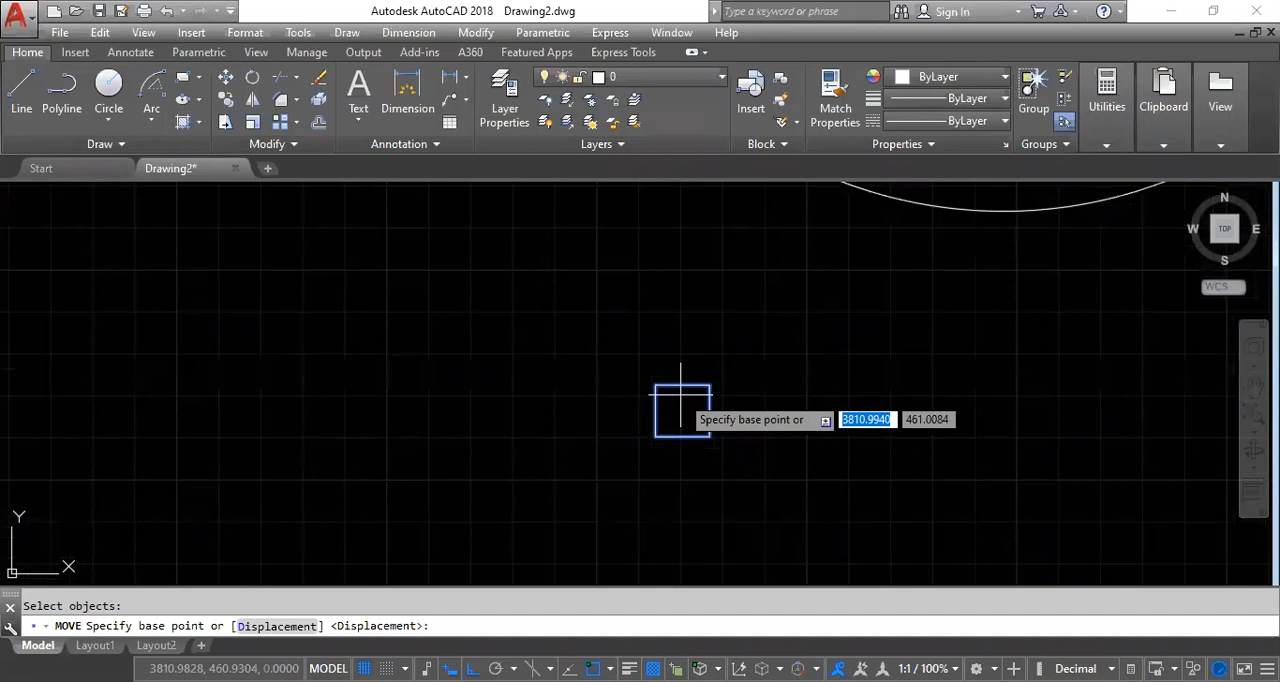 Autodesk AutoCAD 2018 Drawing2.dwg
Type a keyword or phrase
Sign In
File Edit View Insert Format Tools Draw Dimension Modify Parametric Express Window Help
Home Insert Annotate Parametric View Manage Output Add-ins A360 Featured Apps Express Tools
0
ByLayer
ByLayer
ByLayer
Line Polyline Circle Arc Text Dimension Layer Properties Insert Match Properties Group Utilities Clipboard View
Draw Modify Annotation Layers Block Properties Groups
Start Drawing2*
N
W TOP E
S
WCS
Specify base point or 3810.9940 461.0084
Y
X
Select objects:
MOVE Specify base point or [Displacement] <Displacement>:
Model Layout1 Layout2
3810.9828, 460.9304, 0.0000 MODEL 1:1 / 100% Decimal